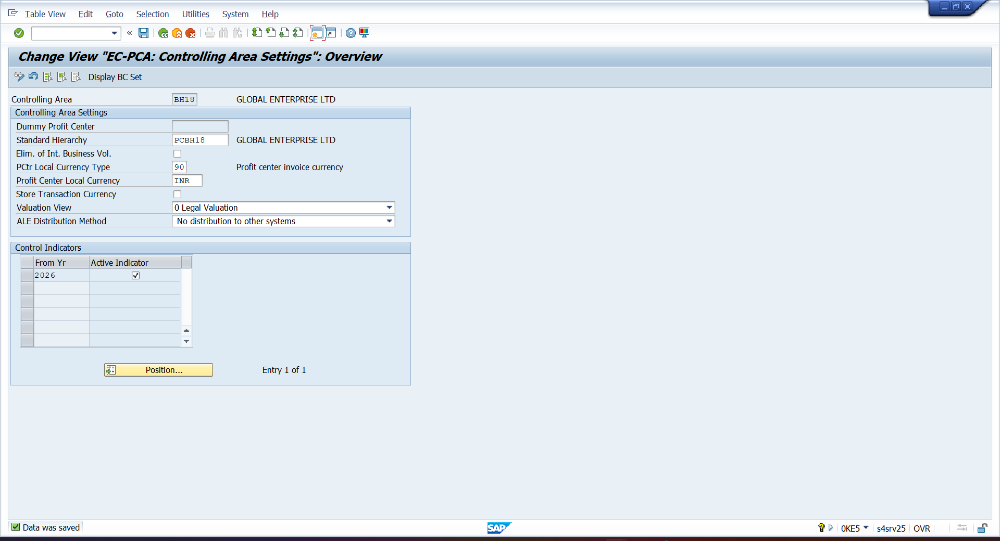 Table View Edit Goto Selection Utilities System Help
Change View "EC-PCA: Controlling Area Settings": Overview
Display BC Set
Controlling Area BH18 GLOBAL ENTERPRISE LTD
Controlling Area Settings
Dummy Profit Center
Standard Hierarchy PCBH18 GLOBAL ENTERPRISE LTD
Elim. of Int. Business Vol.
PCtr Local Currency Type 90 Profit center invoice currency
Profit Center Local Currency INR
Store Transaction Currency
Valuation View 0 Legal Valuation
ALE Distribution Method No distribution to other systems
Control Indicators
From Yr Active Indicator
2026
Position... Entry 1 of 1
Data was saved SAP 0KE5 s4srv25 OVR